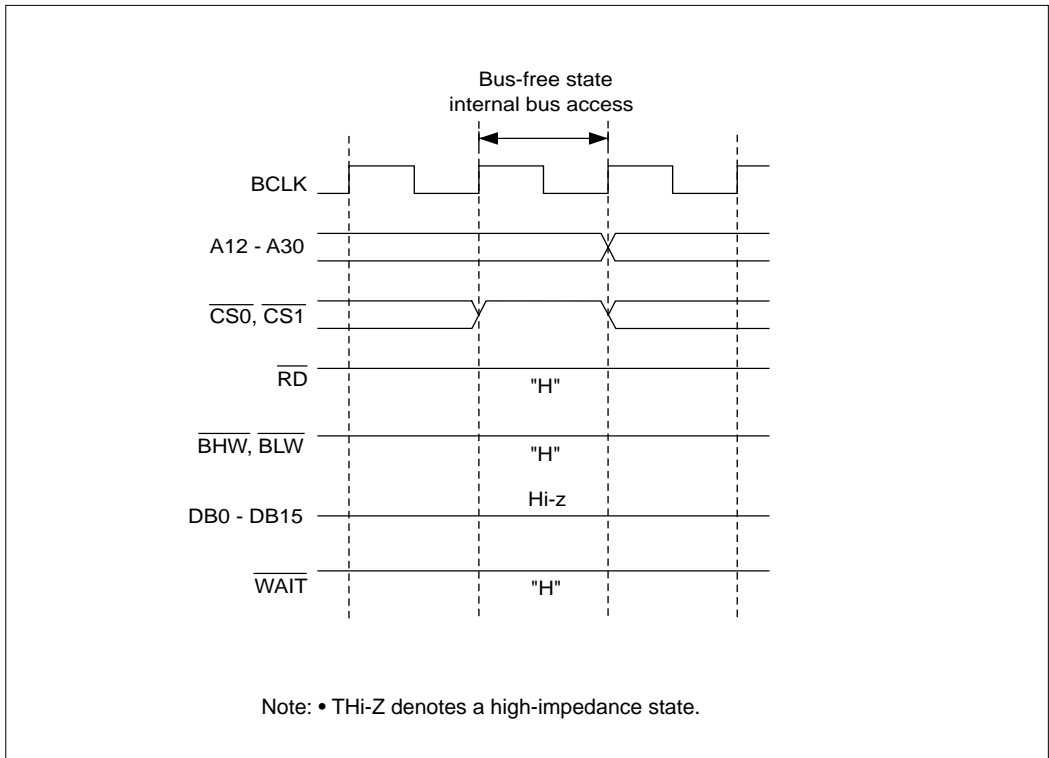 Bus-free state
internal bus access
BCLK
A12 - A30
CS0, CS1
RD
"H"
BHW, BLW
"H"
Hi-z
DB0 - DB15
WAIT
"H"
Note: • THi-Z denotes a high-impedance state.